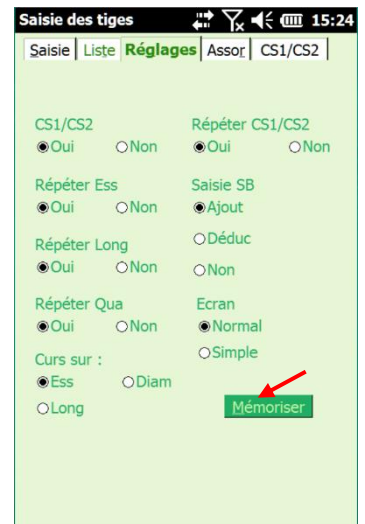 Saisie des tiges 15:24
Saisie Liste Réglages Assor CS1/CS2
CS1/CS2 Répéter CS1/CS2
Oui Non Oui Non
Répéter Ess Saisie SB
Oui Non Ajout
Répéter Long Déduc
Oui Non Non
Répéter Qua Ecran
Oui Non Normal
Curs sur : Simple
Ess Diam
Long Mémoriser